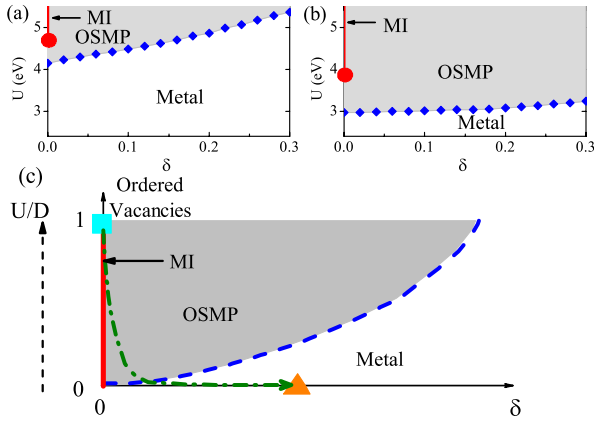 (a)
5
4
3
U (eV)
MI
OSMP
Metal
0.0 0.1 0.2 0.3
δ
(b)
5
4
3
U (eV)
MI
OSMP
Metal
0.0 0.1 0.2 0.3
δ
(c)
Ordered
Vacancies
U/D
1
MI
OSMP
Metal
0
0
δ